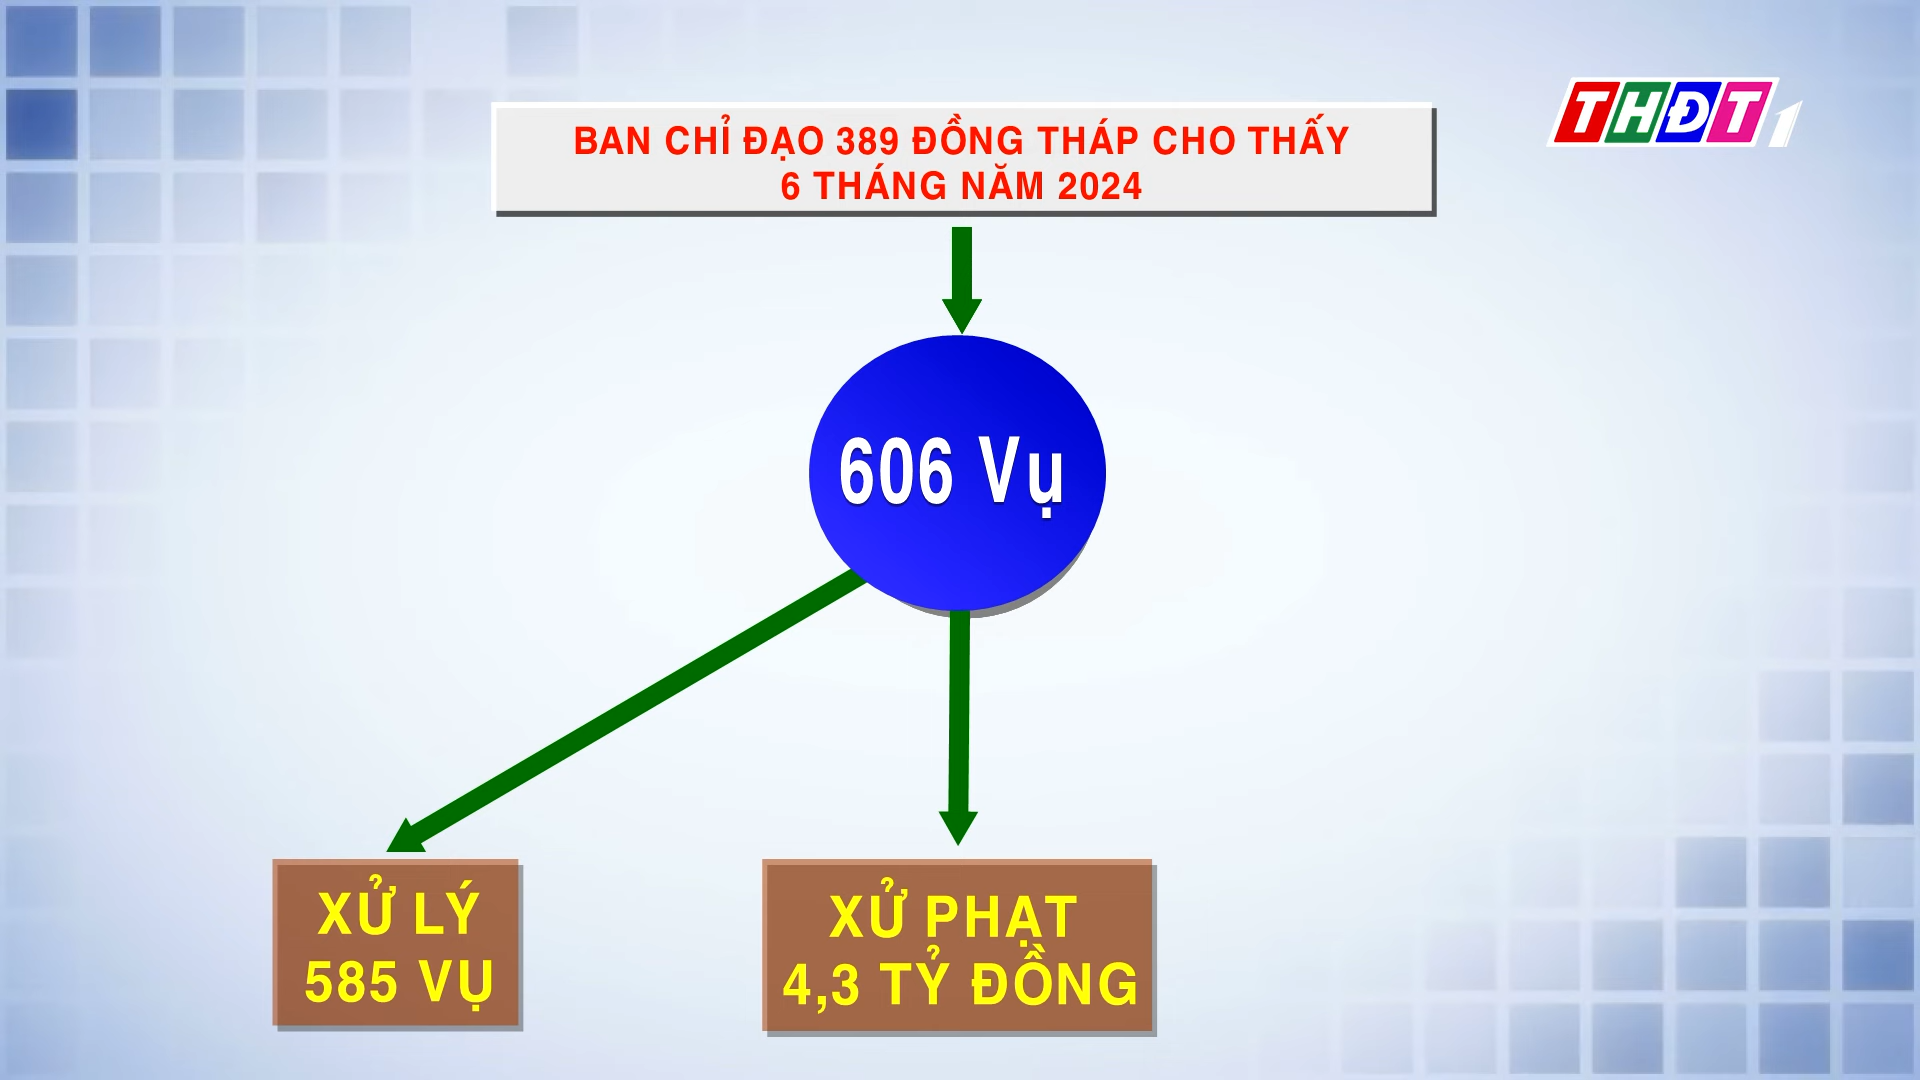 BAN CHỈ ĐẠO 389 ĐỒNG THÁP CHO THẤY
6 THÁNG NĂM 2024
THĐT1
606 Vụ
XỬ LÝ
585 VỤ
XỬ PHẠT
4,3 TỶ ĐỒNG